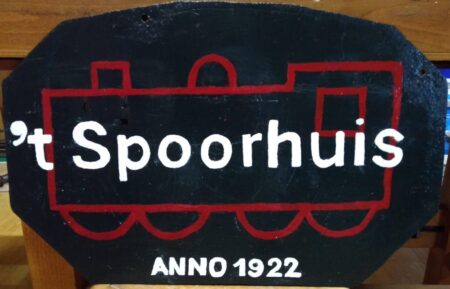 't Spoorhuis
ANNO 1922